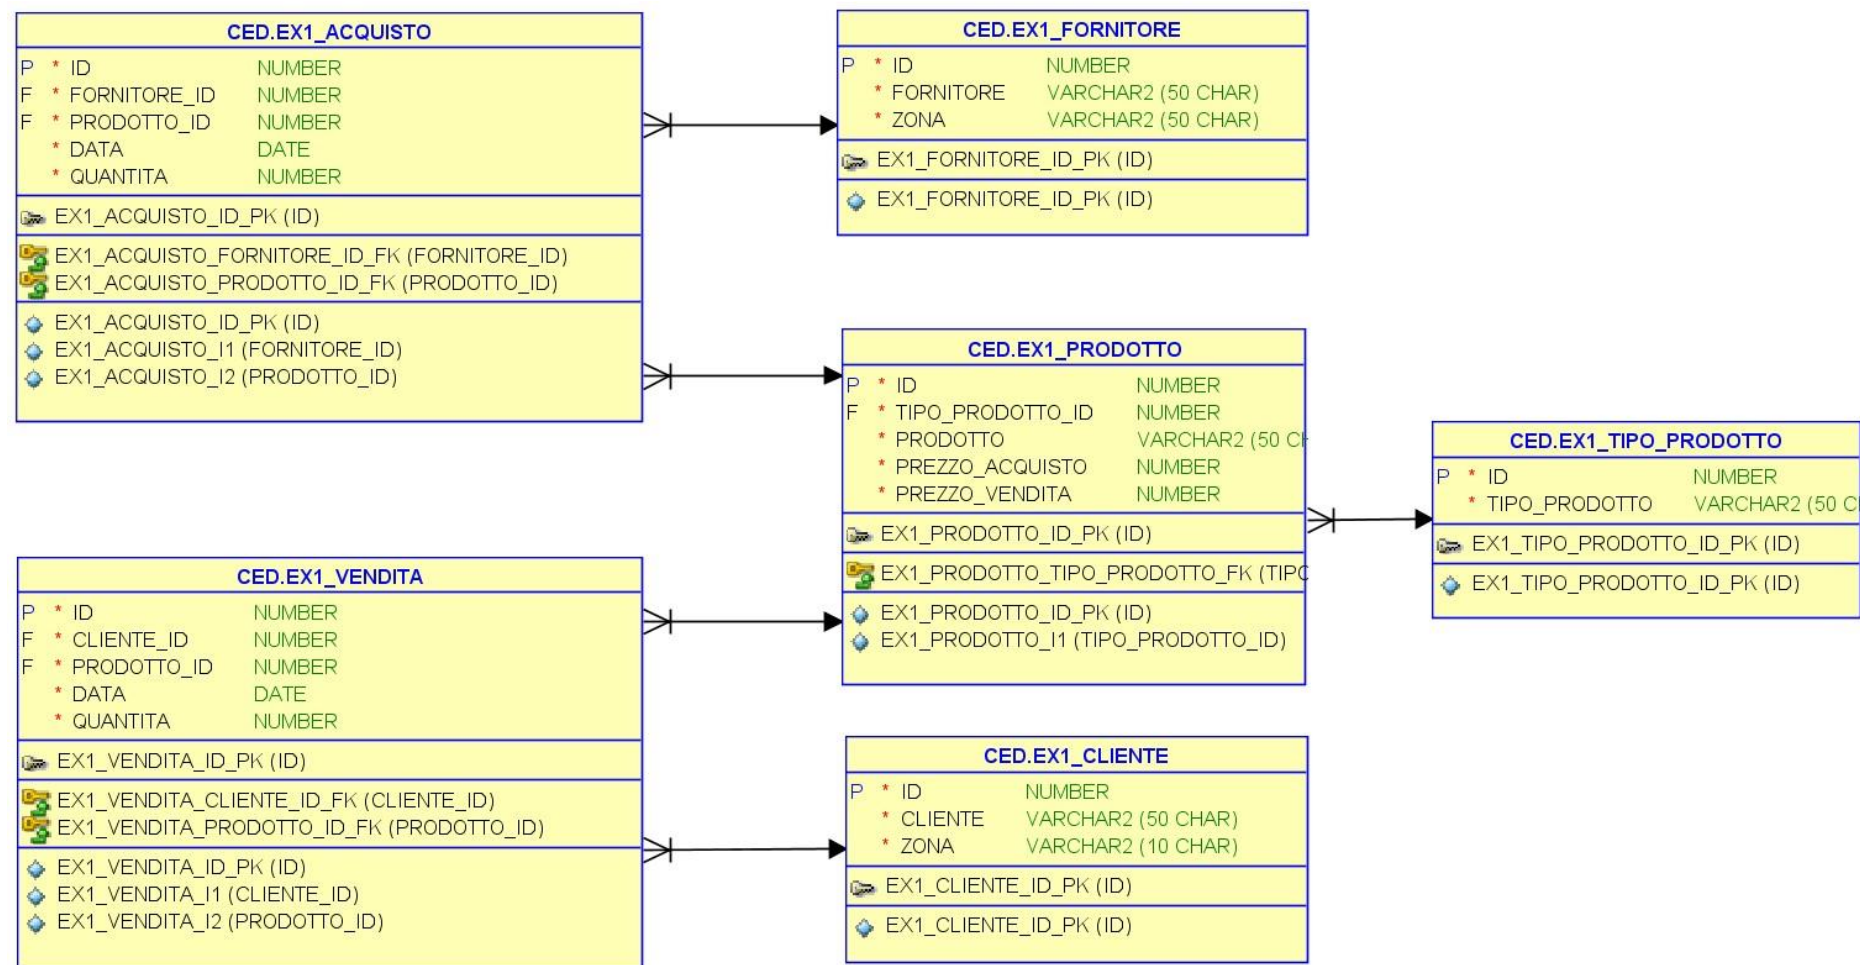 CED.EX1_ACQUISTO
P * ID NUMBER
F * FORNITORE_ID NUMBER
F * PRODOTTO_ID NUMBER
* DATA DATE
* QUANTITA NUMBER
EX1_ACQUISTO_ID_PK (ID)
EX1_ACQUISTO_FORNITORE_ID_FK (FORNITORE_ID)
EX1_ACQUISTO_PRODOTTO_ID_FK (PRODOTTO_ID)
EX1_ACQUISTO_ID_PK (ID)
EX1_ACQUISTO_I1 (FORNITORE_ID)
EX1_ACQUISTO_I2 (PRODOTTO_ID)
CED.EX1_FORNITORE
P * ID NUMBER
* FORNITORE VARCHAR2 (50 CHAR)
* ZONA VARCHAR2 (50 CHAR)
EX1_FORNITORE_ID_PK (ID)
EX1_FORNITORE_ID_PK (ID)
CED.EX1_PRODOTTO
P * ID NUMBER
F * TIPO_PRODOTTO_ID NUMBER
* PRODOTTO VARCHAR2 (50 CH
* PREZZO_ACQUISTO NUMBER
* PREZZO_VENDITA NUMBER
EX1_PRODOTTO_ID_PK (ID)
EX1_PRODOTTO_TIPO_PRODOTTO_FK (TIPO
EX1_PRODOTTO_ID_PK (ID)
EX1_PRODOTTO_I1 (TIPO_PRODOTTO_ID)
CED.EX1_TIPO_PRODOTTO
P * ID NUMBER
* TIPO_PRODOTTO VARCHAR2 (50 C
EX1_TIPO_PRODOTTO_ID_PK (ID)
EX1_TIPO_PRODOTTO_ID_PK (ID)
CED.EX1_VENDITA
P * ID NUMBER
F * CLIENTE_ID NUMBER
F * PRODOTTO_ID NUMBER
* DATA DATE
* QUANTITA NUMBER
EX1_VENDITA_ID_PK (ID)
EX1_VENDITA_CLIENTE_ID_FK (CLIENTE_ID)
EX1_VENDITA_PRODOTTO_ID_FK (PRODOTTO_ID)
EX1_VENDITA_ID_PK (ID)
EX1_VENDITA_I1 (CLIENTE_ID)
EX1_VENDITA_I2 (PRODOTTO_ID)
CED.EX1_CLIENTE
P * ID NUMBER
* CLIENTE VARCHAR2 (50 CHAR)
* ZONA VARCHAR2 (10 CHAR)
EX1_CLIENTE_ID_PK (ID)
EX1_CLIENTE_ID_PK (ID)